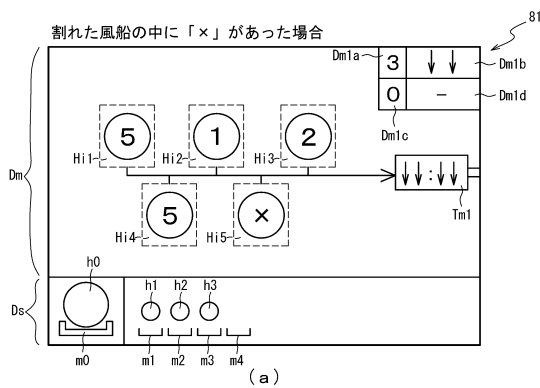 割れた風船の中に「×」があった場合
81
Dm1a 3 ↓↓ Dm1b
0 － Dm1d
Dm1c
5 1 2
Hi1 Hi2 Hi3
Dm
↓↓:↓↓
Tm1
5 ×
Hi4 Hi5
h0
Ds
h1 h2 h3
m0 m1 m2 m3 m4
(a)